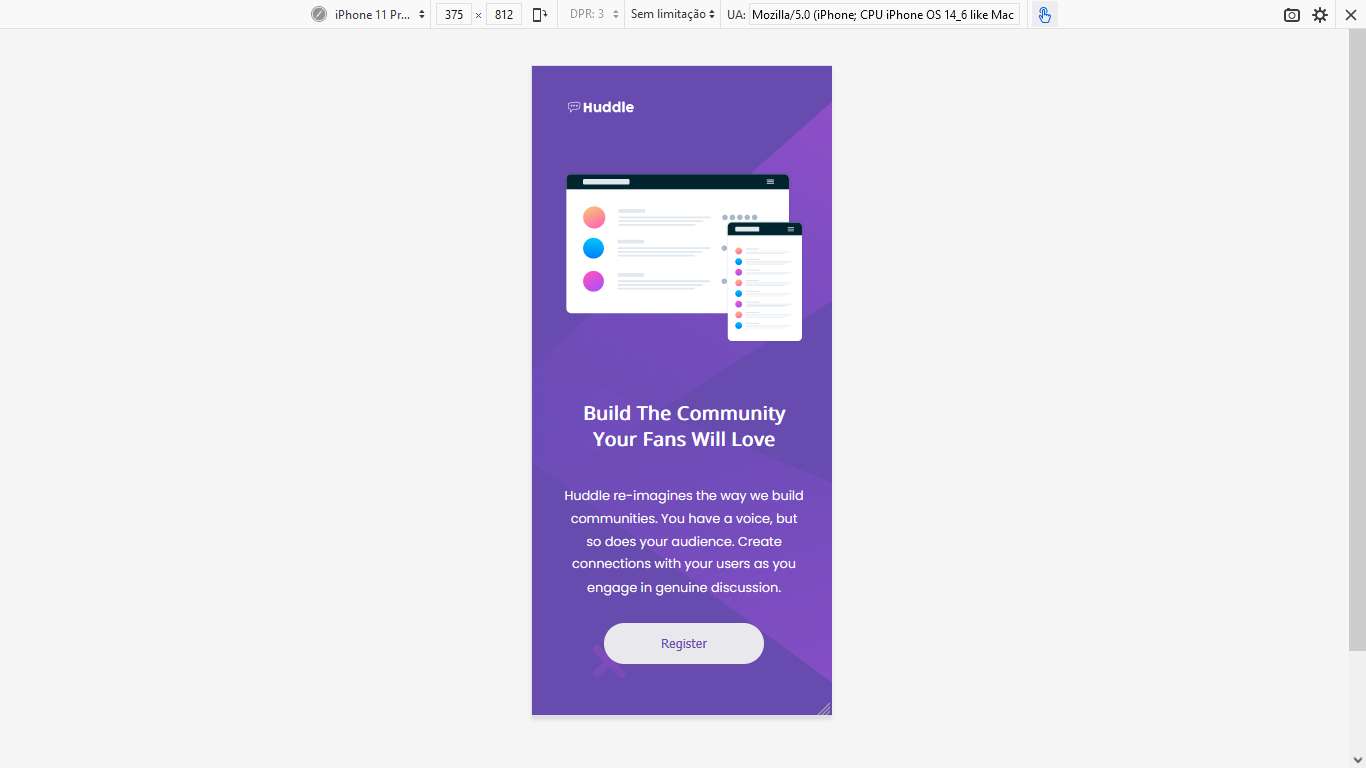 iPhone 11 Pr... 375 × 812 DPR: 3 Sem limitação UA: Mozilla/5.0 (iPhone; CPU iPhone OS 14_6 like Mac
Huddle
Build The Community
Your Fans Will Love
Huddle re-imagines the way we build
communities. You have a voice, but
so does your audience. Create
connections with your users as you
engage in genuine discussion.
Register